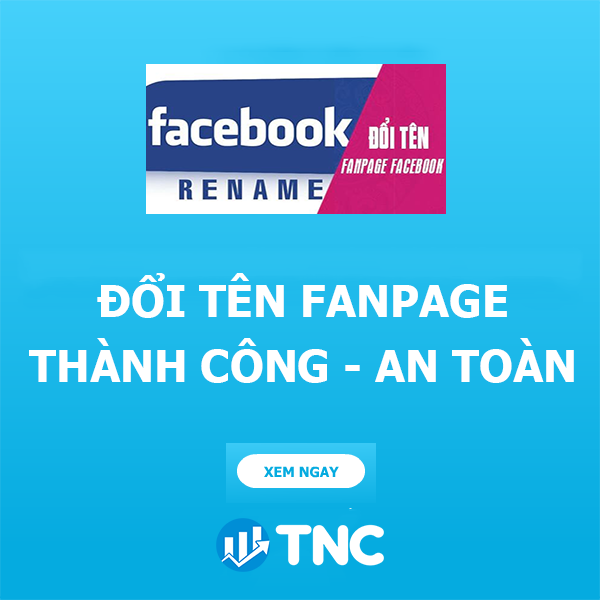 facebook
RENAME
ĐỔI TÊN
FANPAGE FACEBOOK
ĐỔI TÊN FANPAGE
THÀNH CÔNG - AN TOÀN
XEM NGAY
TNC